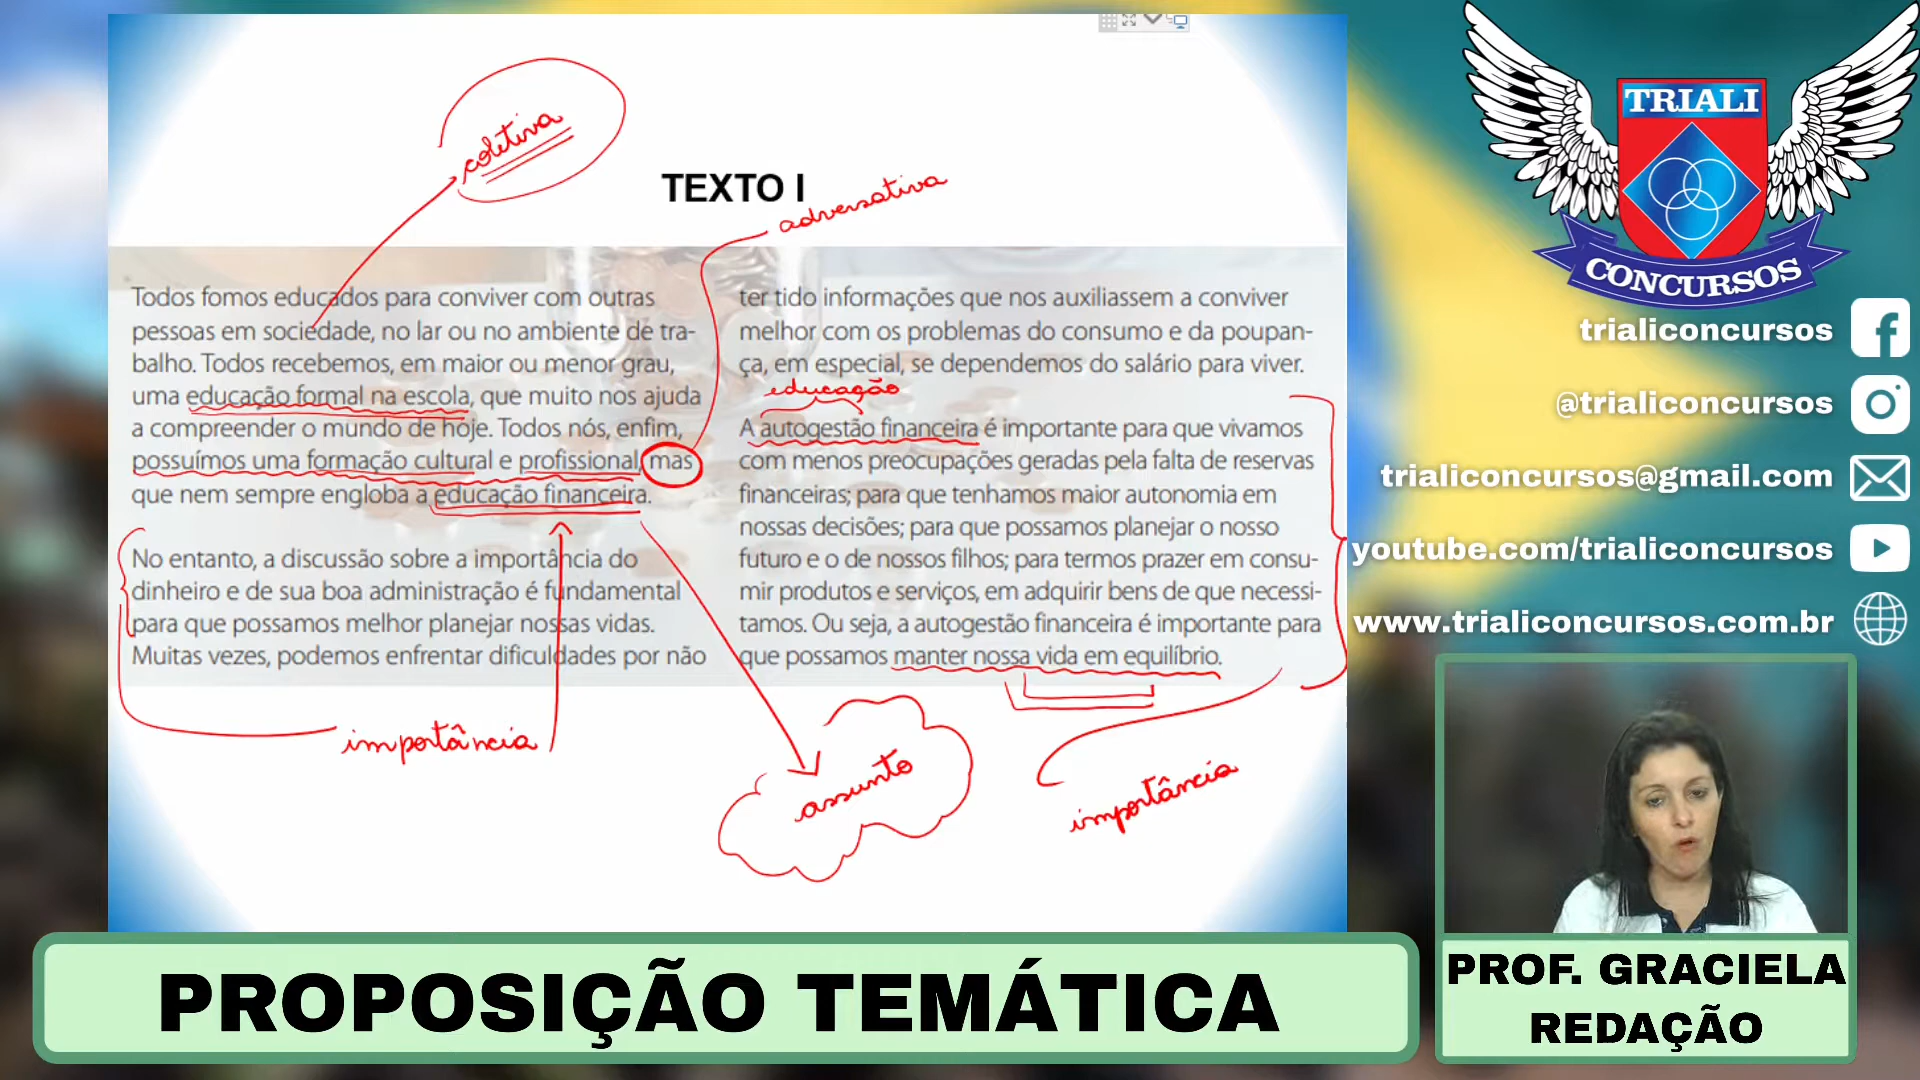 coletiva
TEXTO I
adversativa
Todos fomos educados para conviver com outras
pessoas em sociedade, no lar ou no ambiente de tra-
balho. Todos recebemos, em maior ou menor grau,
uma educação formal na escola, que muito nos ajuda
a compreender o mundo de hoje. Todos nós, enfim,
possuímos uma formação cultural e profissional, mas
que nem sempre engloba a educação financeira.
No entanto, a discussão sobre a importância do
dinheiro e de sua boa administração é fundamental
para que possamos melhor planejar nossas vidas.
Muitas vezes, podemos enfrentar dificuldades por não
importância
ter tido informações que nos auxiliassem a conviver
melhor com os problemas do consumo e da poupan-
ça, em especial, se dependemos do salário para viver.
educação
A autogestão financeira é importante para que vivamos
com menos preocupações geradas pela falta de reservas
financeiras; para que tenhamos maior autonomia em
nossas decisões; para que possamos planejar o nosso
futuro e o de nossos filhos; para termos prazer em consu-
mir produtos e serviços, em adquirir bens de que necessi-
tamos. Ou seja, a autogestão financeira é importante para
que possamos manter nossa vida em equilíbrio.
assunto
importância
TRIALI
CONCURSOS
trialiconcursos
@trialiconcursos
trialiconcursos@gmail.com
youtube.com/trialiconcursos
www.trialiconcursos.com.br
PROPOSIÇÃO TEMÁTICA
PROF. GRACIELA
REDAÇÃO